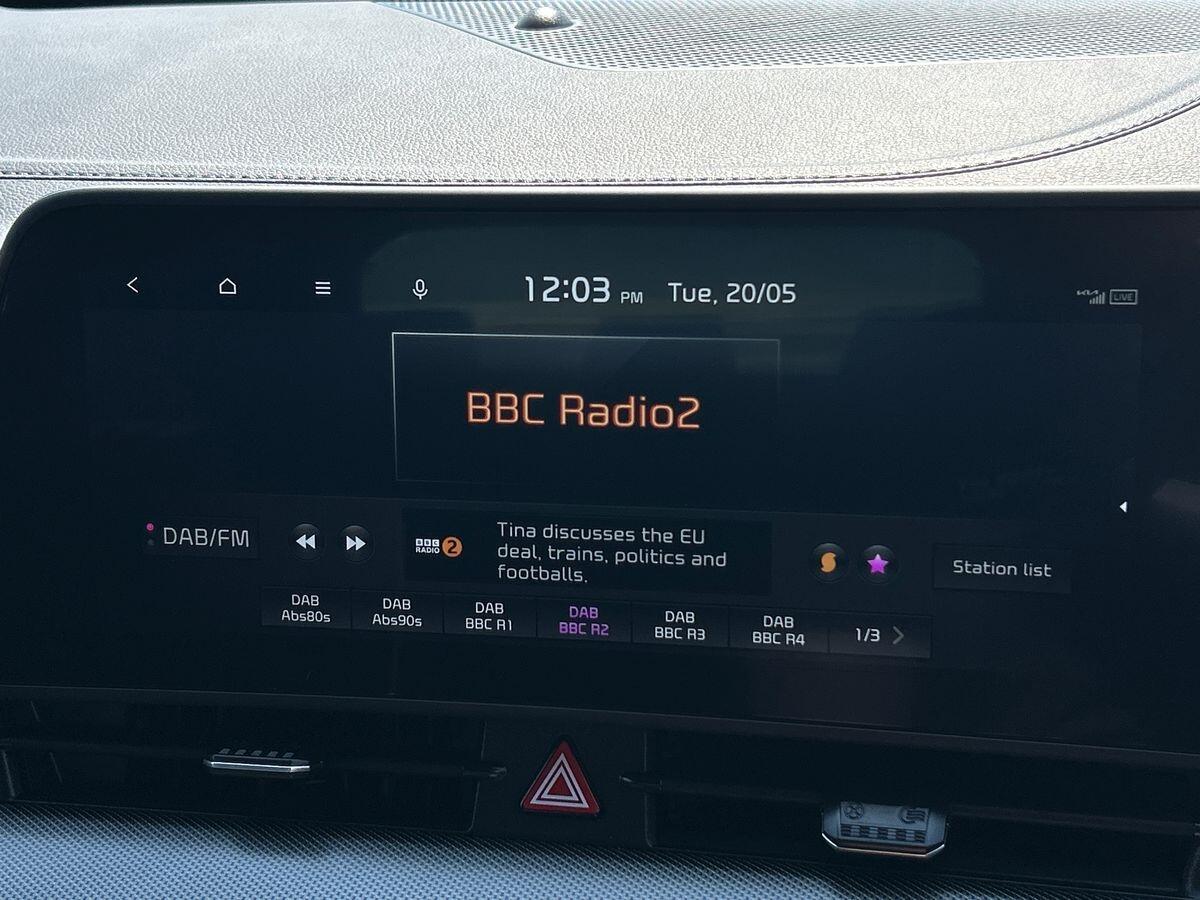 12:03 PM Tue, 20/05
LIVE
BBC Radio2
DAB/FM
BBC
RADIO 2
Tina discusses the EU
deal, trains, politics and
footballs.
Station list
DAB
Abs80s
DAB
Abs90s
DAB
BBC R1
DAB
BBC R2
DAB
BBC R3
DAB
BBC R4
1/3